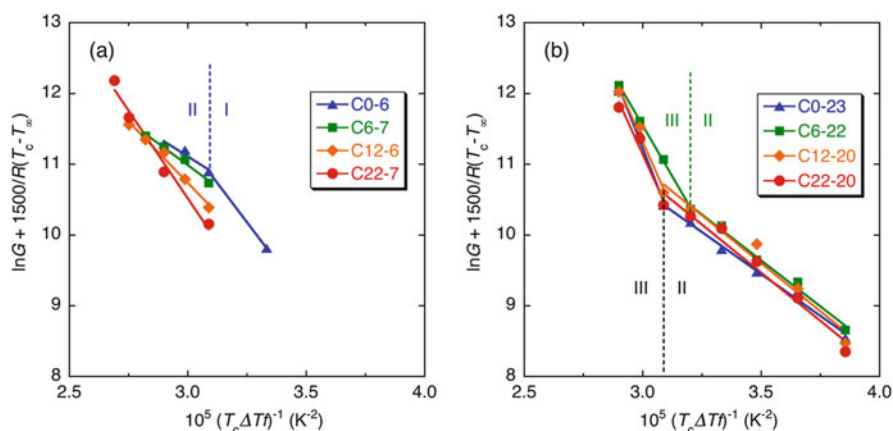 (a)
ln G + 1500/R(Tc-T∞)
13
12
11
10
9
8
II I
C0-6
C6-7
C12-6
C22-7
2.5 3.0 3.5 4.0
10⁵ (TcΔTf)⁻¹ (K⁻²)
(b)
ln G + 1500/R(Tc-T∞)
13
12
11
10
9
8
III II
C0-23
C6-22
C12-20
C22-20
III II
2.5 3.0 3.5 4.0
10⁵ (TcΔTf)⁻¹ (K⁻²)